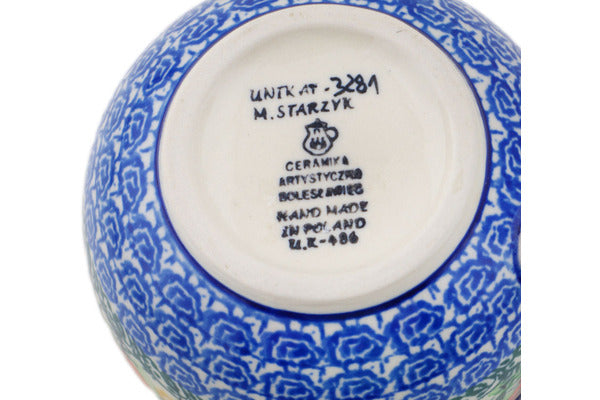 UNIKAT-3281
M. STARZYK
CERAMIKA
ARTYSTYCZNA
BOLESŁAWIEC
HAND MADE
IN POLAND
U.K-486